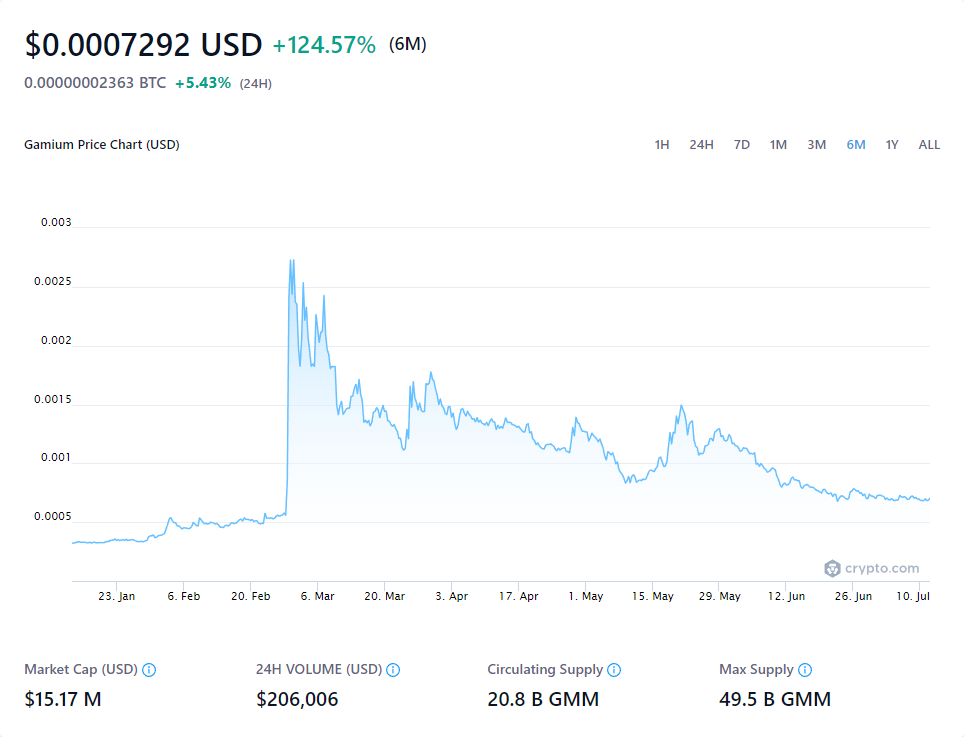 $0.0007292 USD +124.57% (6M)
0.00000002363 BTC +5.43% (24H)
Gamium Price Chart (USD) 1H 24H 7D 1M 3M 6M 1Y ALL
0.003
0.0025
0.002
0.0015
0.001
0.0005
crypto.com
23. Jan 6. Feb 20. Feb 6. Mar 20. Mar 3. Apr 17. Apr 1. May 15. May 29. May 12. Jun 26. Jun 10. Jul
Market Cap (USD) 24H VOLUME (USD) Circulating Supply Max Supply
$15.17 M $206,006 20.8 B GMM 49.5 B GMM